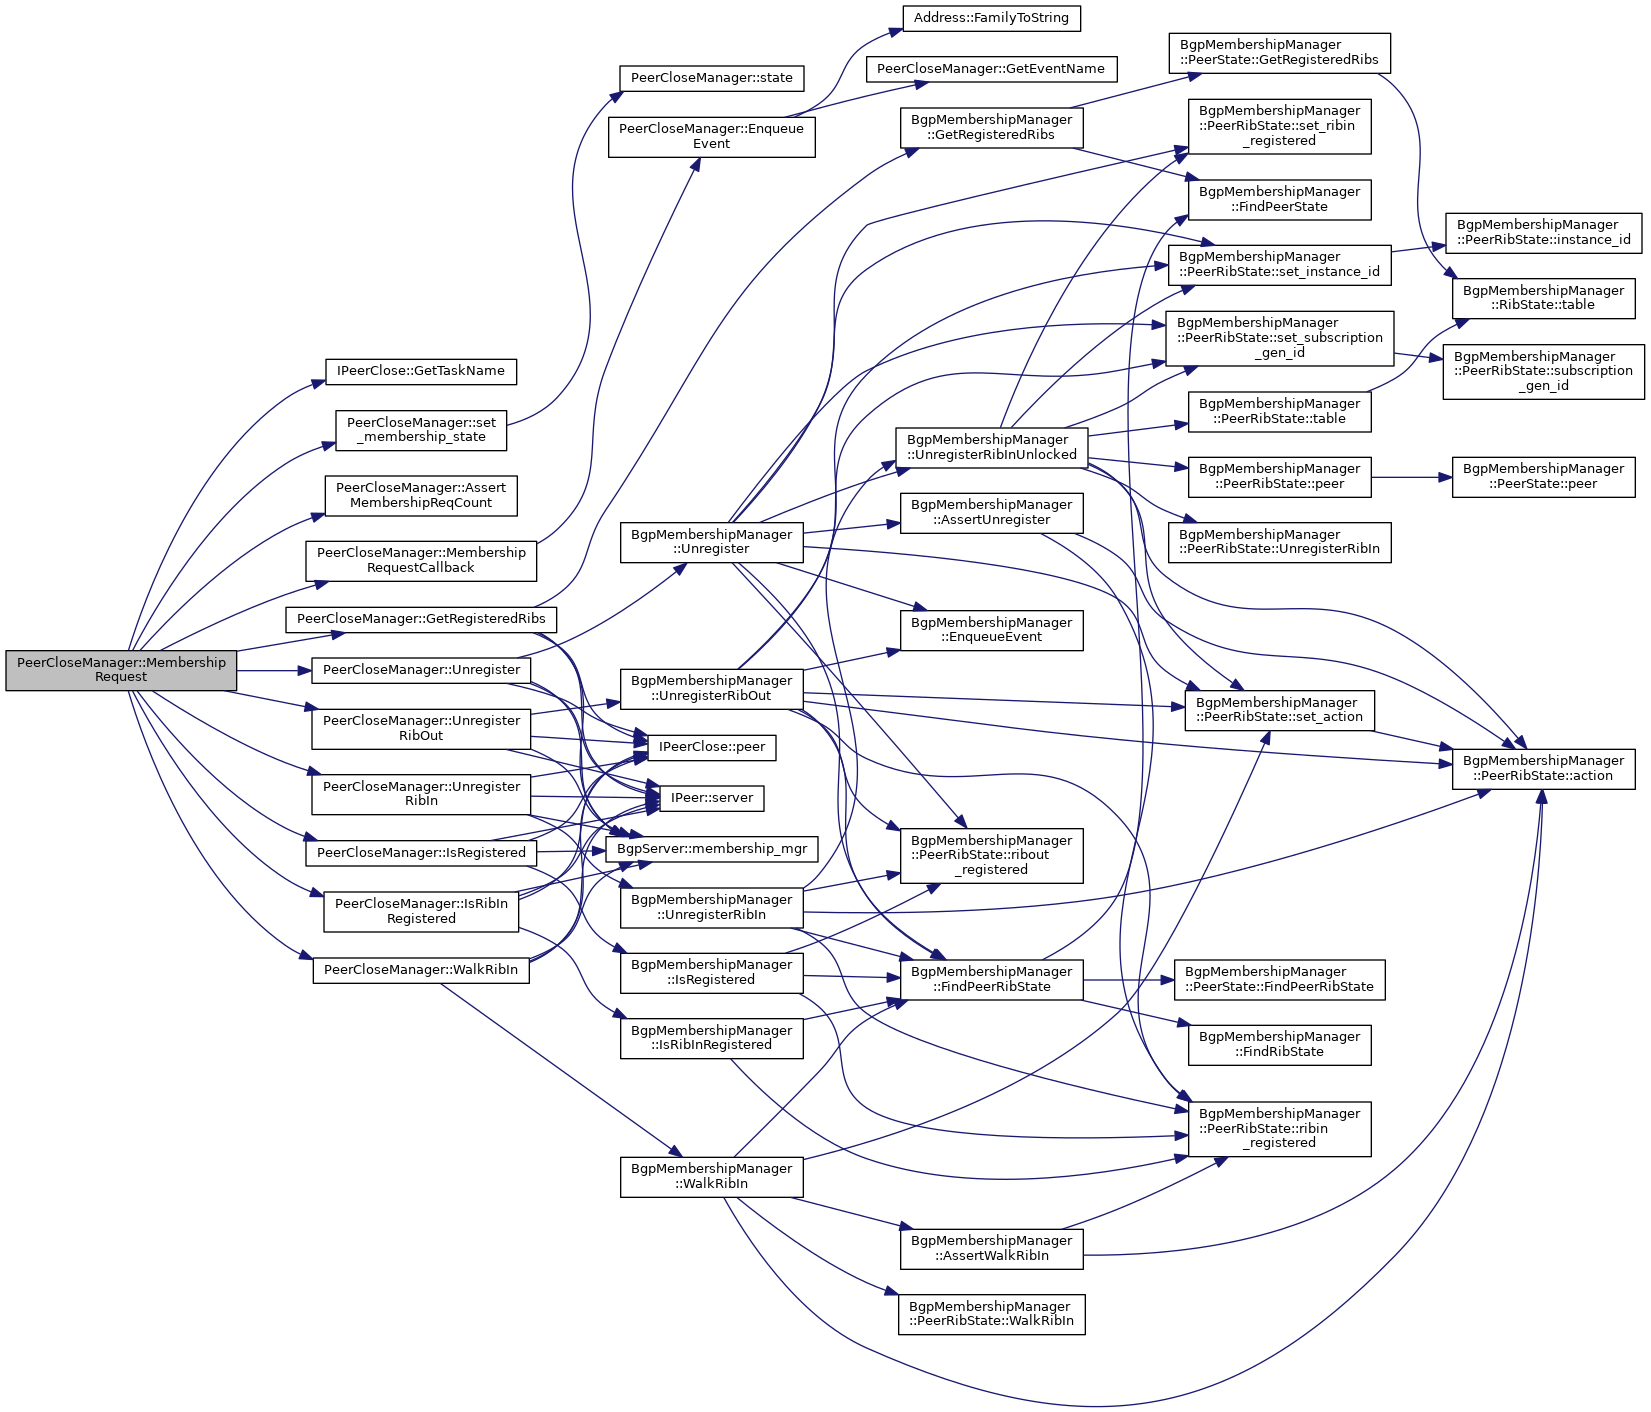 PeerCloseManager::Membership
Request
IPeerClose::GetTaskName
PeerCloseManager::set
_membership_state
PeerCloseManager::Assert
MembershipReqCount
PeerCloseManager::Membership
RequestCallback
PeerCloseManager::GetRegisteredRibs
PeerCloseManager::Unregister
PeerCloseManager::Unregister
RibOut
PeerCloseManager::Unregister
RibIn
PeerCloseManager::IsRegistered
PeerCloseManager::IsRibIn
Registered
PeerCloseManager::WalkRibIn
PeerCloseManager::state
PeerCloseManager::Enqueue
Event
BgpMembershipManager
::Unregister
BgpMembershipManager
::UnregisterRibOut
IPeerClose::peer
IPeer::server
BgpServer::membership_mgr
BgpMembershipManager
::UnregisterRibIn
BgpMembershipManager
::IsRegistered
BgpMembershipManager
::IsRibInRegistered
BgpMembershipManager
::WalkRibIn
Address::FamilyToString
PeerCloseManager::GetEventName
BgpMembershipManager
::GetRegisteredRibs
BgpMembershipManager
::UnregisterRibInUnlocked
BgpMembershipManager
::AssertUnregister
BgpMembershipManager
::EnqueueEvent
BgpMembershipManager
::PeerRibState::ribout
_registered
BgpMembershipManager
::FindPeerRibState
BgpMembershipManager
::AssertWalkRibIn
BgpMembershipManager
::PeerRibState::WalkRibIn
BgpMembershipManager
::PeerState::GetRegisteredRibs
BgpMembershipManager
::PeerRibState::set_ribin
_registered
BgpMembershipManager
::FindPeerState
BgpMembershipManager
::PeerRibState::set_instance_id
BgpMembershipManager
::PeerRibState::set_subscription
_gen_id
BgpMembershipManager
::PeerRibState::table
BgpMembershipManager
::PeerRibState::peer
BgpMembershipManager
::PeerRibState::UnregisterRibIn
BgpMembershipManager
::PeerRibState::set_action
BgpMembershipManager
::PeerState::FindPeerRibState
BgpMembershipManager
::FindRibState
BgpMembershipManager
::PeerRibState::ribin
_registered
BgpMembershipManager
::PeerRibState::instance_id
BgpMembershipManager
::RibState::table
BgpMembershipManager
::PeerRibState::subscription
_gen_id
BgpMembershipManager
::PeerState::peer
BgpMembershipManager
::PeerRibState::action